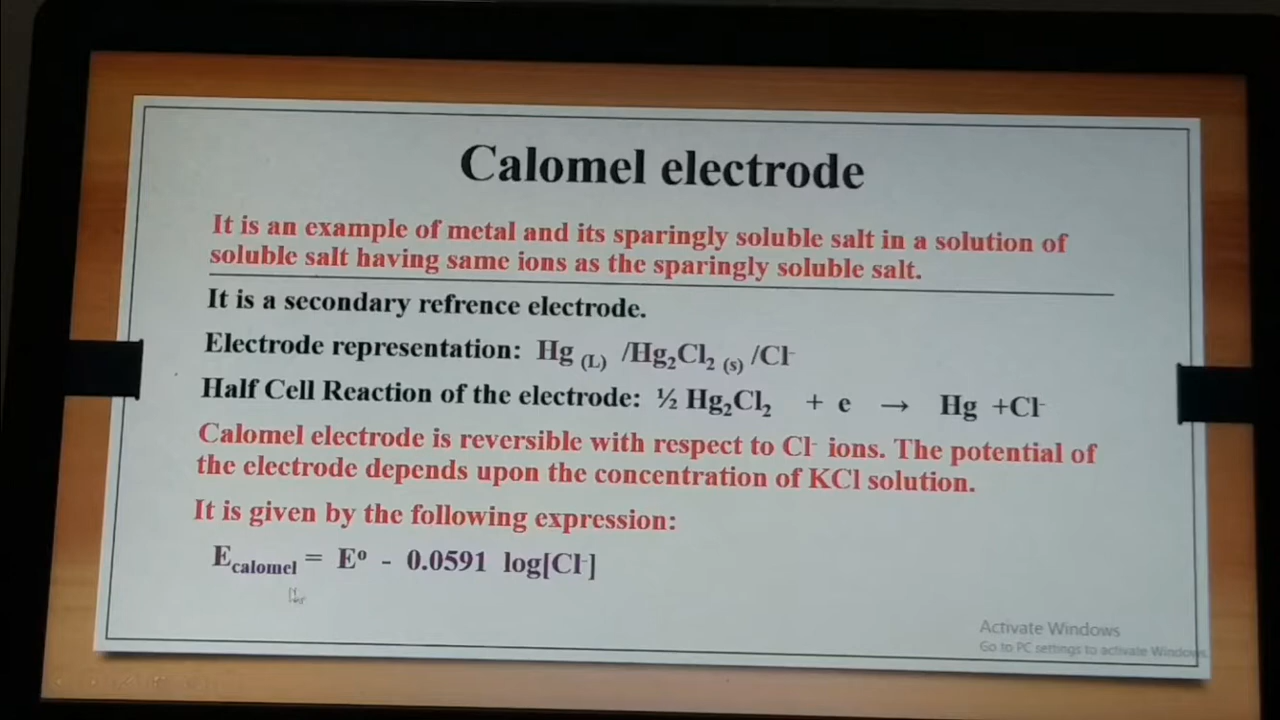 Calomel electrode
It is an example of metal and its sparingly soluble salt in a solution of
soluble salt having same ions as the sparingly soluble salt.
It is a secondary refrence electrode.
Electrode representation: Hg (L) /Hg₂Cl₂ (s) /Cl⁻
Half Cell Reaction of the electrode: ½ Hg₂Cl₂ + e → Hg +Cl⁻
Calomel electrode is reversible with respect to Cl⁻ ions. The potential of
the electrode depends upon the concentration of KCl solution.
It is given by the following expression:
E calomel = Eº - 0.0591 log[Cl⁻]
Activate Windows
Go to PC settings to activate Windows.